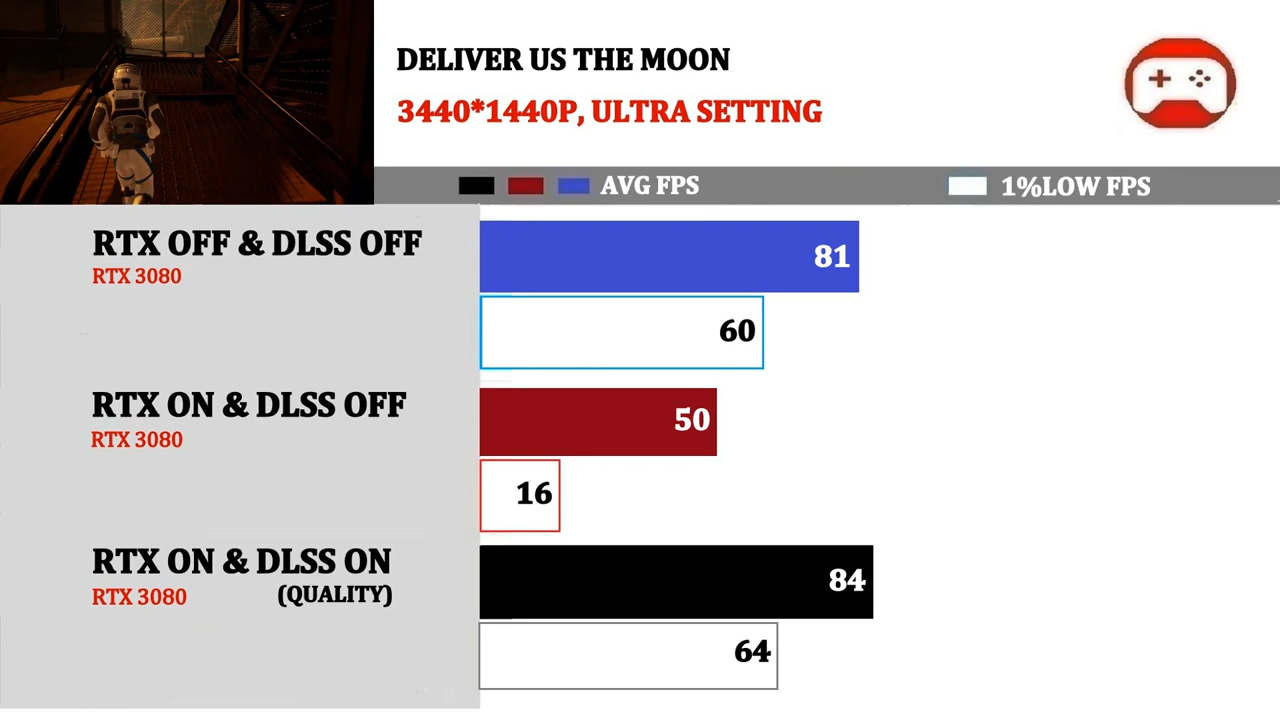 DELIVER US THE MOON
3440*1440P, ULTRA SETTING
AVG FPS
1%LOW FPS
RTX OFF & DLSS OFF
RTX 3080
81
60
RTX ON & DLSS OFF
RTX 3080
50
16
RTX ON & DLSS ON
RTX 3080
(QUALITY)
84
64